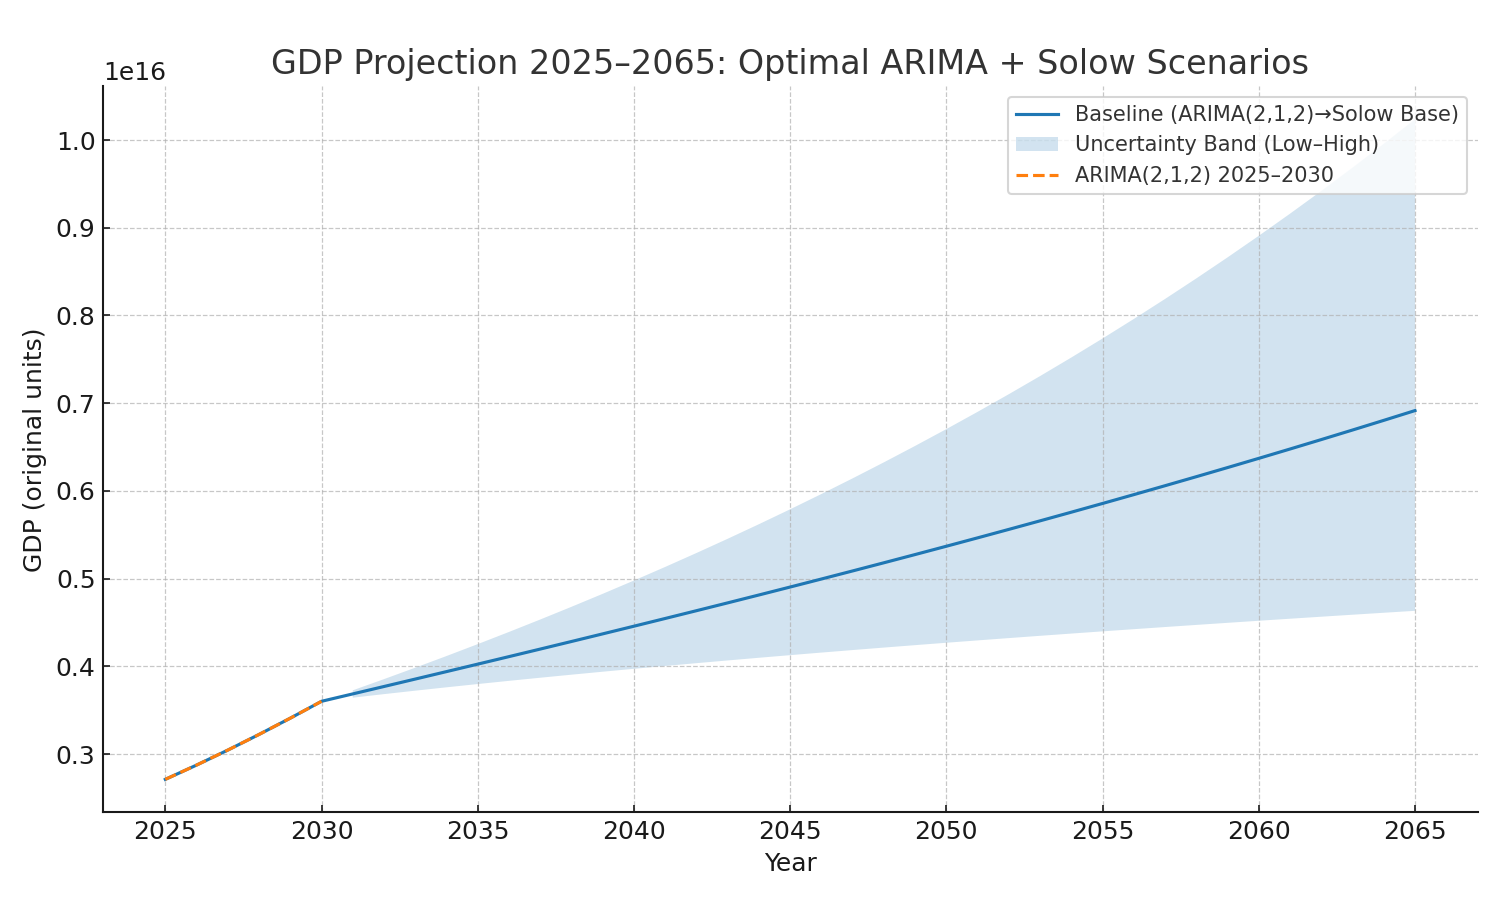 GDP Projection 2025–2065: Optimal ARIMA + Solow Scenarios
1e16
Baseline (ARIMA(2,1,2)→Solow Base)
Uncertainty Band (Low–High)
ARIMA(2,1,2) 2025–2030
GDP (original units)
1.0
0.9
0.8
0.7
0.6
0.5
0.4
0.3
2025 2030 2035 2040 2045 2050 2055 2060 2065
Year